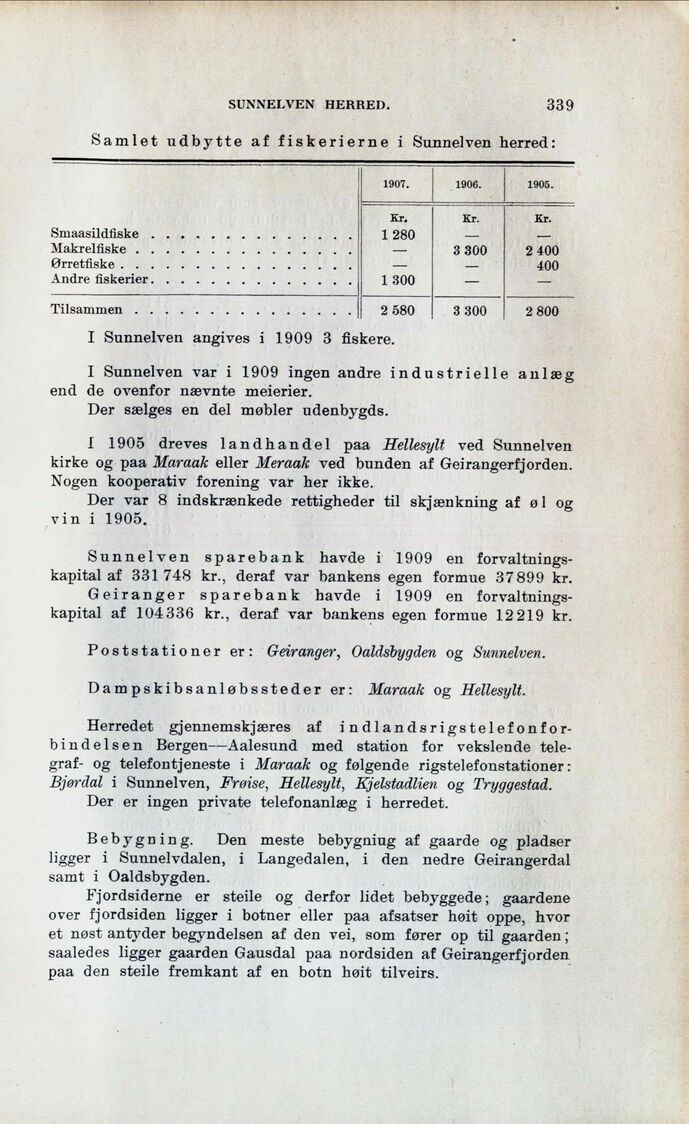 SUNNELVEN HERRED. 339
Samlet udbytte af fiskerierne i Sunnelven herred:
1907. 1906. 1905.
Kr. Kr. Kr.
Smaasildfiske . . . . . . . . . . . . . . 1 280 — —
Makrelfiske . . . . . . . . . . . . . . . — 3 300 2 400
Ørretfiske . . . . . . . . . . . . . . . . — — 400
Andre fiskerier . . . . . . . . . . . . . . 1 300 — —
Tilsammen . . . . . . . . . . . . . . . 2 580 3 300 2 800
I Sunnelven angives i 1909 3 fiskere.
I Sunnelven var i 1909 ingen andre industrielle anlæg
end de ovenfor nævnte meierier.
Der sælges en del møbler udenbygds.
I 1905 dreves landhandel paa Hellesylt ved Sunnelven
kirke og paa Maraak eller Meraak ved bunden af Geirangerfjorden.
Nogen kooperativ forening var her ikke.
Der var 8 indskrænkede rettigheder til skjænkning af øl og
vin i 1905.
Sunnelven sparebank havde i 1909 en forvaltnings-
kapital af 331 748 kr., deraf var bankens egen formue 37 899 kr.
Geiranger sparebank havde i 1909 en forvaltnings-
kapital af 104 336 kr., deraf var bankens egen formue 12 219 kr.
Poststationer er: Geiranger, Oaldsbygden og Sunnelven.
Dampskibsanløbssteder er: Maraak og Hellesylt.
Herredet gjennemskjæres af indlandsrigstelefonfor-
bindelsen Bergen—Aalesund med station for vekslende tele-
graf- og telefontjeneste i Maraak og følgende rigstelefonstationer:
Bjørdal i Sunnelven, Frøise, Hellesylt, Kjelstadlien og Tryggestad.
Der er ingen private telefonanlæg i herredet.
Bebygning. Den meste bebygning af gaarde og pladser
ligger i Sunnelvdalen, i Langedalen, i den nedre Geirangerdal
samt i Oaldsbygden.
Fjordsiderne er steile og derfor lidet bebyggede; gaardene
over fjordsiden ligger i botner eller paa afsatser høit oppe, hvor
et nøst antyder begyndelsen af den vei, som fører op til gaarden;
saaledes ligger gaarden Gausdal paa nordsiden af Geirangerfjorden
paa den steile fremkant af en botn høit tilveirs.